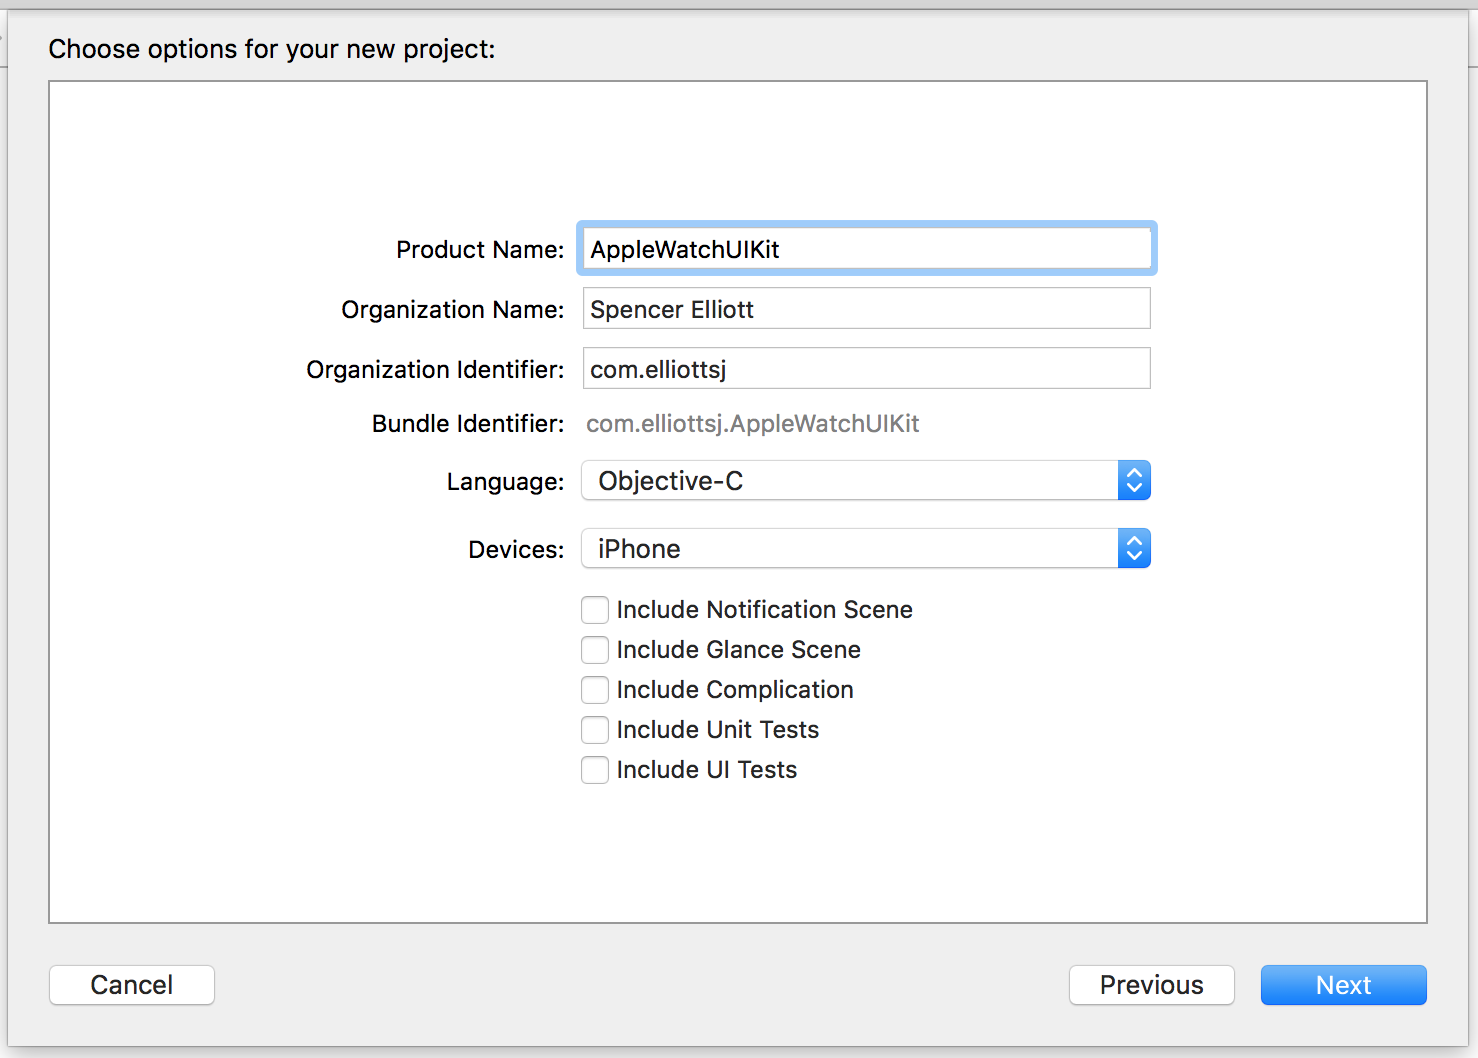 Choose options for your new project:
Product Name: AppleWatchUIKit
Organization Name: Spencer Elliott
Organization Identifier: com.elliottsj
Bundle Identifier: com.elliottsj.AppleWatchUIKit
Language: Objective-C
Devices: iPhone
Include Notification Scene
Include Glance Scene
Include Complication
Include Unit Tests
Include UI Tests
Cancel Previous Next